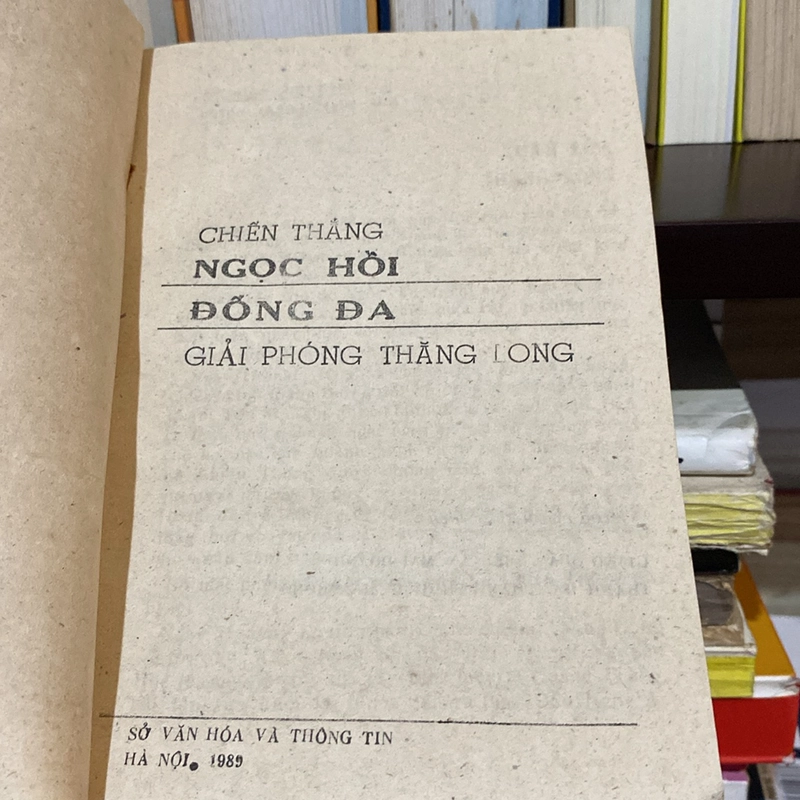 CHIẾN THẮNG
NGỌC HỒI
ĐỐNG ĐA
GIẢI PHÓNG THĂNG LONG
SỞ VĂN HÓA VÀ THÔNG TIN
HÀ NỘI. 1989